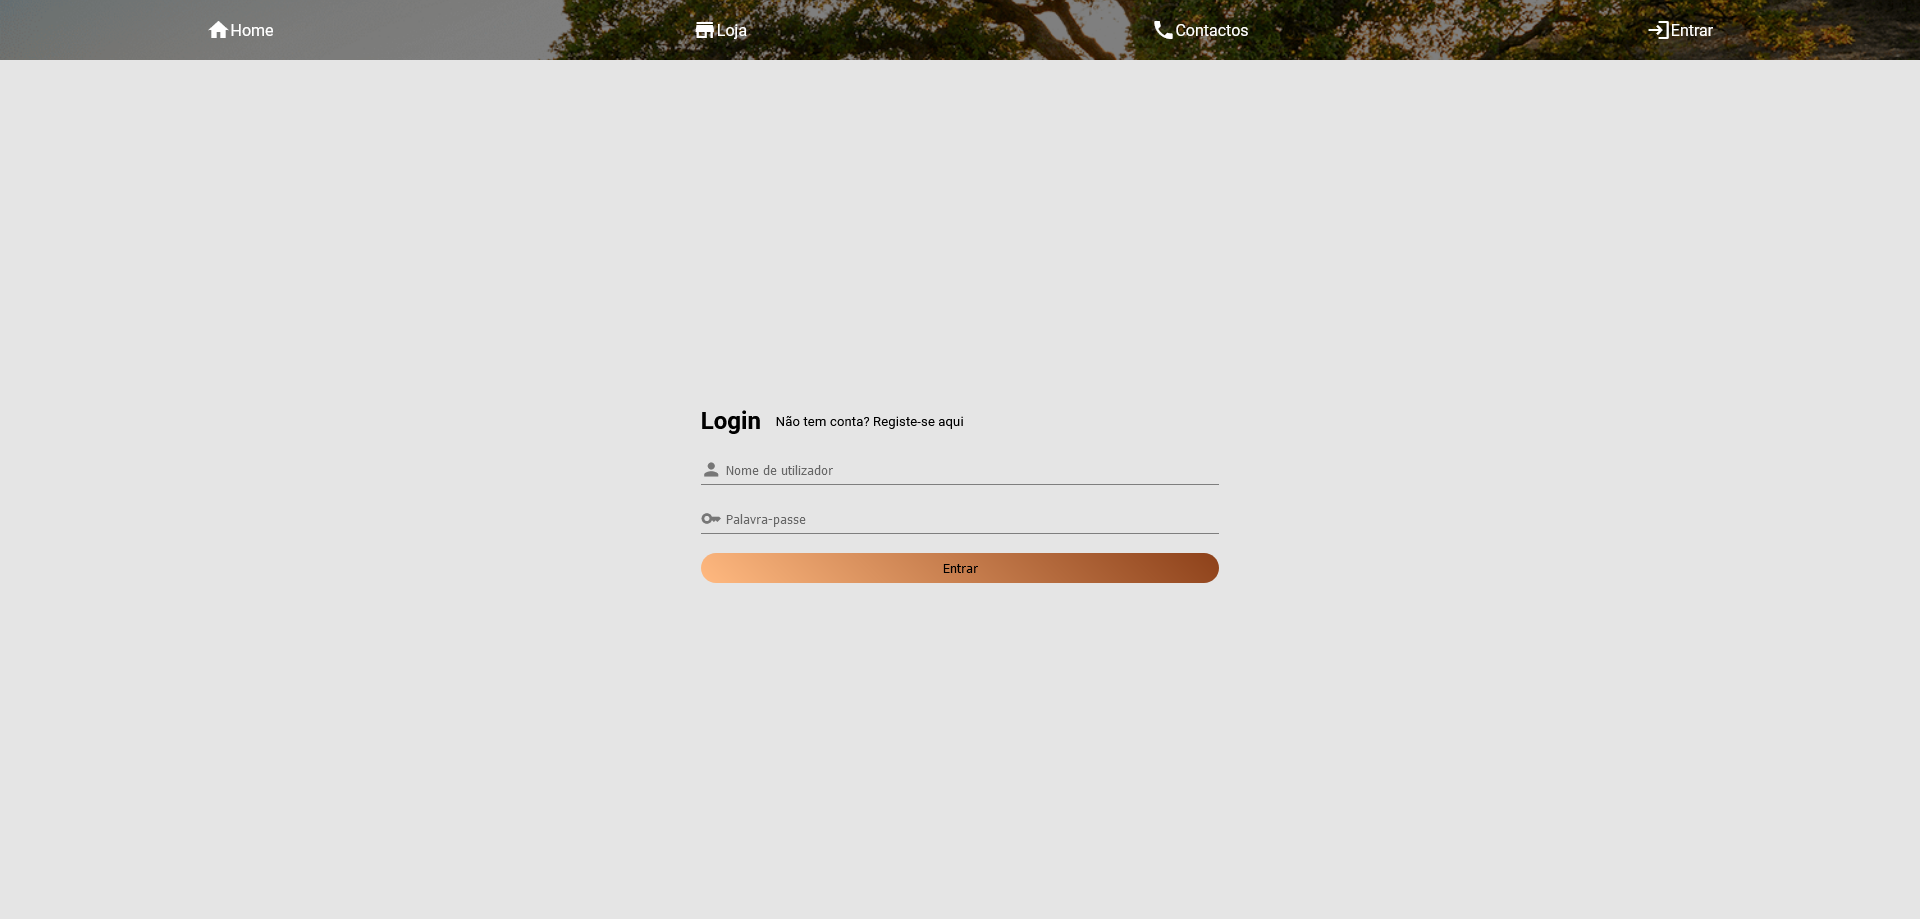 Home Loja Contactos Entrar
Login Não tem conta? Registe-se aqui
Nome de utilizador
Palavra-passe
Entrar